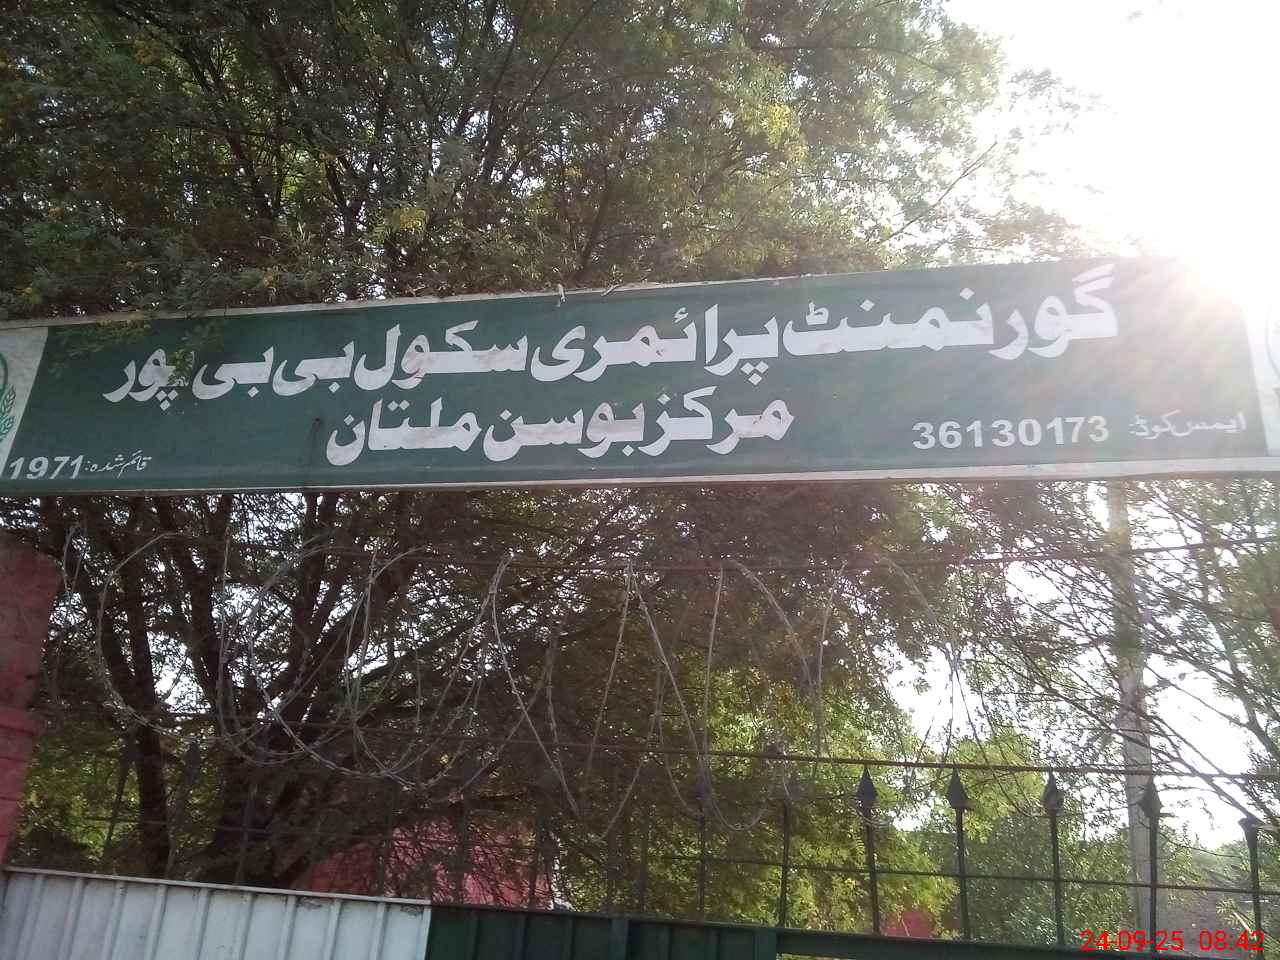 گورنمنٹ پرائمری سکول بی بی پور
مرکز بوسن ملتان
ایمس کوڈ: 36130173
قائم شدہ: 1971
24-09-25 08:42